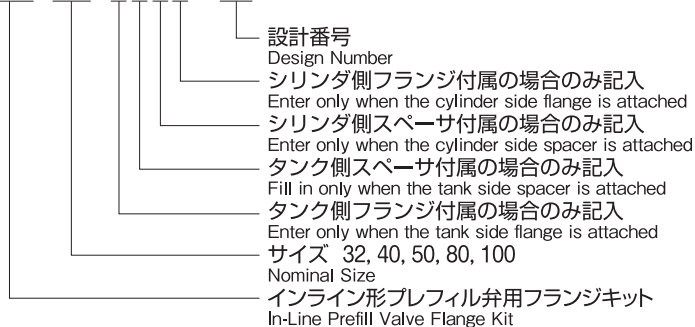 設計番号
Design Number
シリンダ側フランジ付属の場合のみ記入
Enter only when the cylinder side flange is attached
シリンダ側スペーサ付属の場合のみ記入
Enter only when the cylinder side spacer is attached
タンク側スペーサ付属の場合のみ記入
Fill in only when the tank side spacer is attached
タンク側フランジ付属の場合のみ記入
Enter only when the tank side flange is attached
サイズ 32, 40, 50, 80, 100
Nominal Size
インライン形プレフィル弁用フランジキット
In-Line Prefill Valve Flange Kit